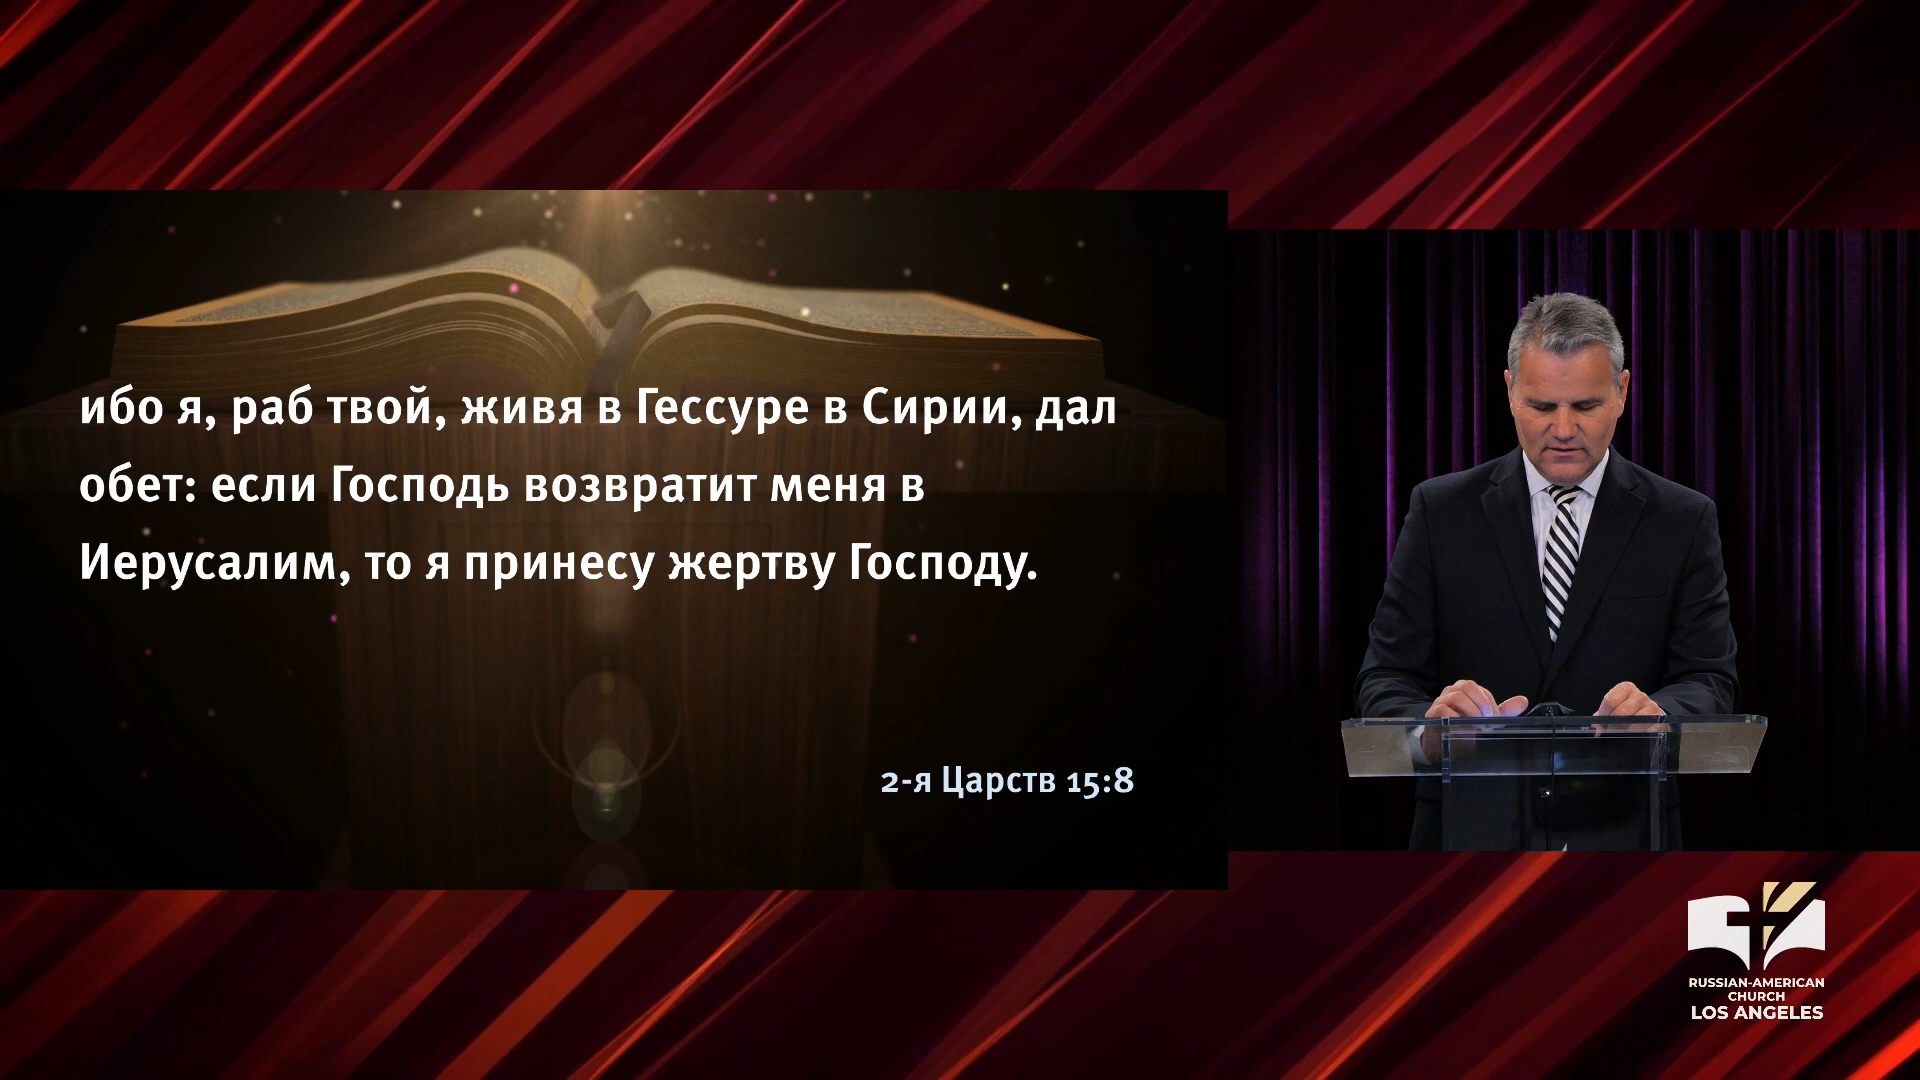 ибо я, раб твой, живя в Гессуре в Сирии, дал
обет: если Господь возвратит меня в
Иерусалим, то я принесу жертву Господу.
2-я Царств 15:8
RUSSIAN-AMERICAN
CHURCH
LOS ANGELES